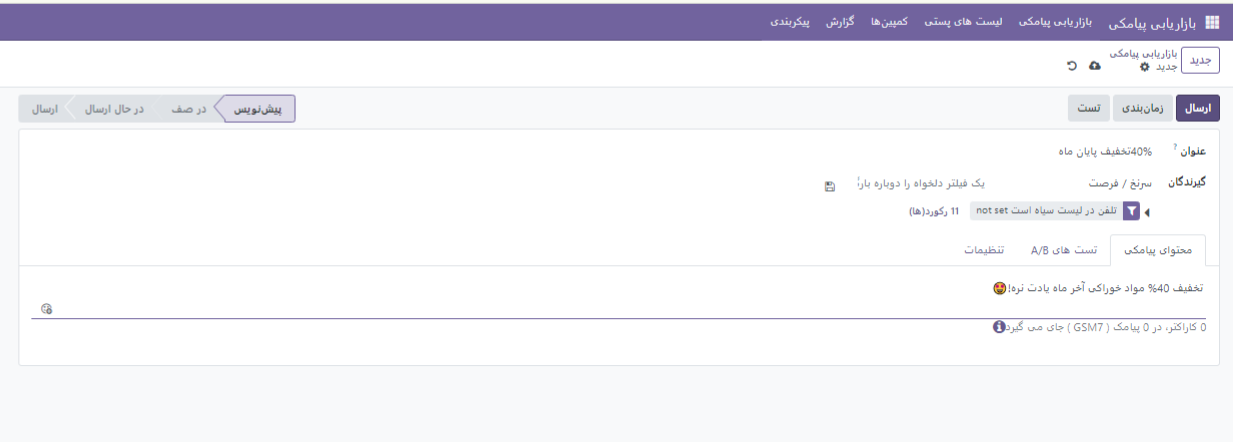 بازاریابی پیامکی بازاریابی پیامکی لیست های پستی کمپین‌ها گزارش پیکربندی
جدید
بازاریابی پیامکی
جدید
ارسال زمان‌بندی تست
پیش‌نویس در صف در حال ارسال ارسال
عنوان ? 40%تخفیف پایان ماه
گیرندگان سرنخ / فرصت یک فیلتر دلخواه را دوباره بارگ
تلفن در لیست سیاه است not set 11 رکورد(ها)
محتوای پیامکی تست های A/B تنظیمات
تخفیف 40% مواد خوراکی آخر ماه یادت نره!🤩
0 کاراکتر، در 0 پیامک ( GSM7 ) جای می گیرد